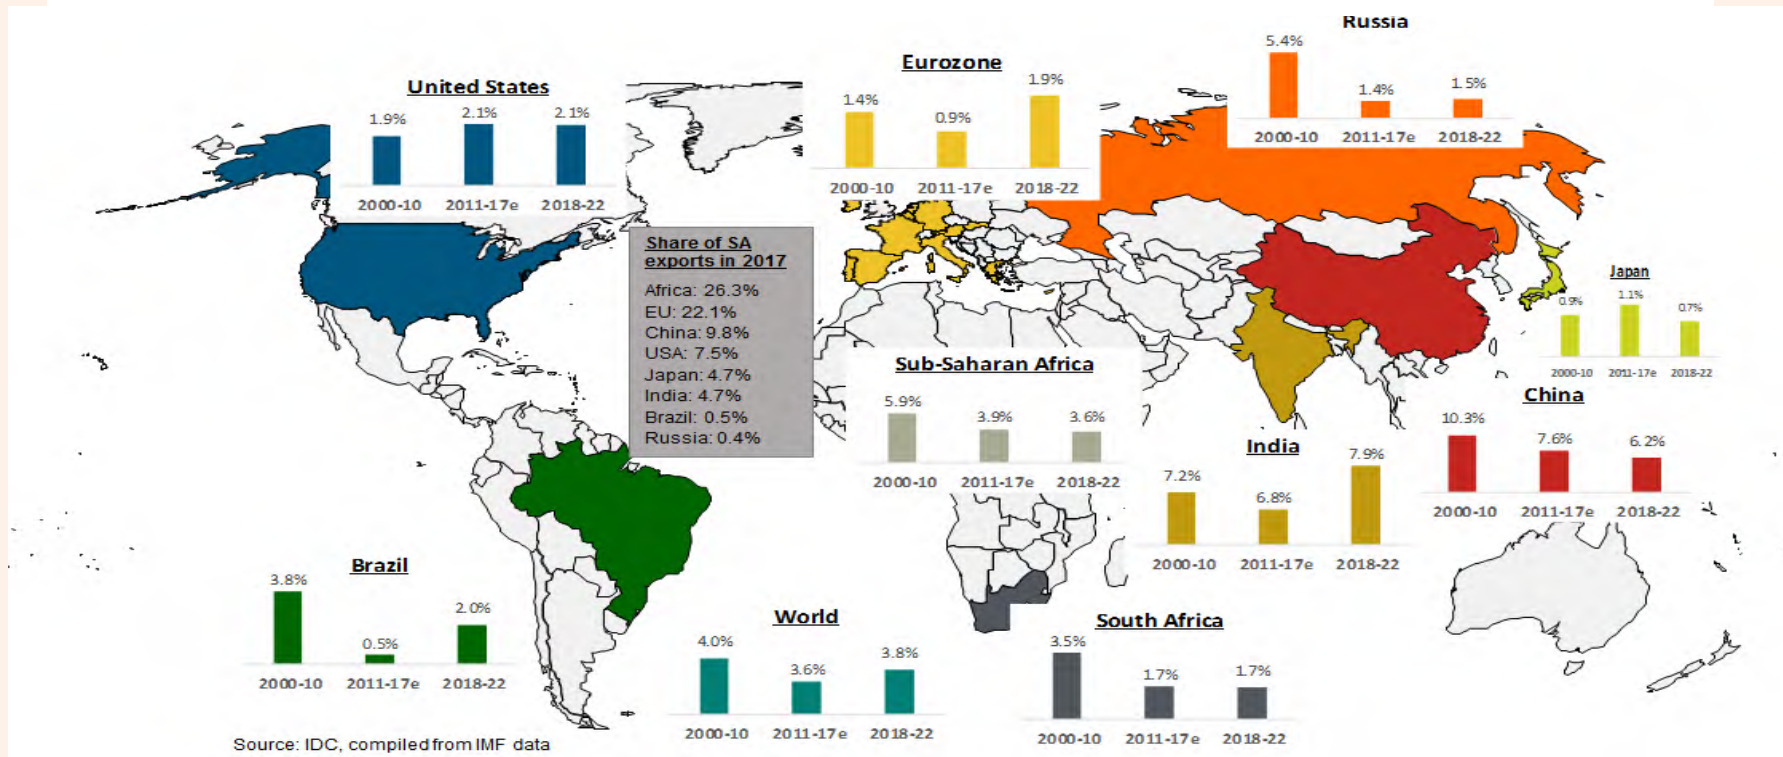 Russia
5.4%
1.4%
1.5%
2000-10
2011-17e
2018-22
Eurozone
1.4%
0.9%
1.9%
2000-10
2011-17e
2018-22
United States
1.9%
2.1%
2.1%
2000-10
2011-17e
2018-22
Share of SA
exports in 2017
Africa: 26.3%
EU: 22.1%
China: 9.8%
USA: 7.5%
Japan: 4.7%
India: 4.7%
Brazil: 0.5%
Russia: 0.4%
Japan
0.9%
1.1%
0.7%
2000-10
2011-17e
2018-22
Sub-Saharan Africa
5.9%
3.9%
3.6%
2000-10
2011-17e
2018-22
China
10.3%
7.6%
6.2%
2000-10
2011-17e
2018-22
India
7.2%
6.8%
7.9%
2000-10
2011-17e
2018-22
Brazil
3.8%
0.5%
2.0%
2000-10
2011-17e
2018-22
World
4.0%
3.6%
3.8%
2000-10
2011-17e
2018-22
South Africa
3.5%
1.7%
1.7%
2000-10
2011-17e
2018-22
Source: IDC, compiled from IMF data